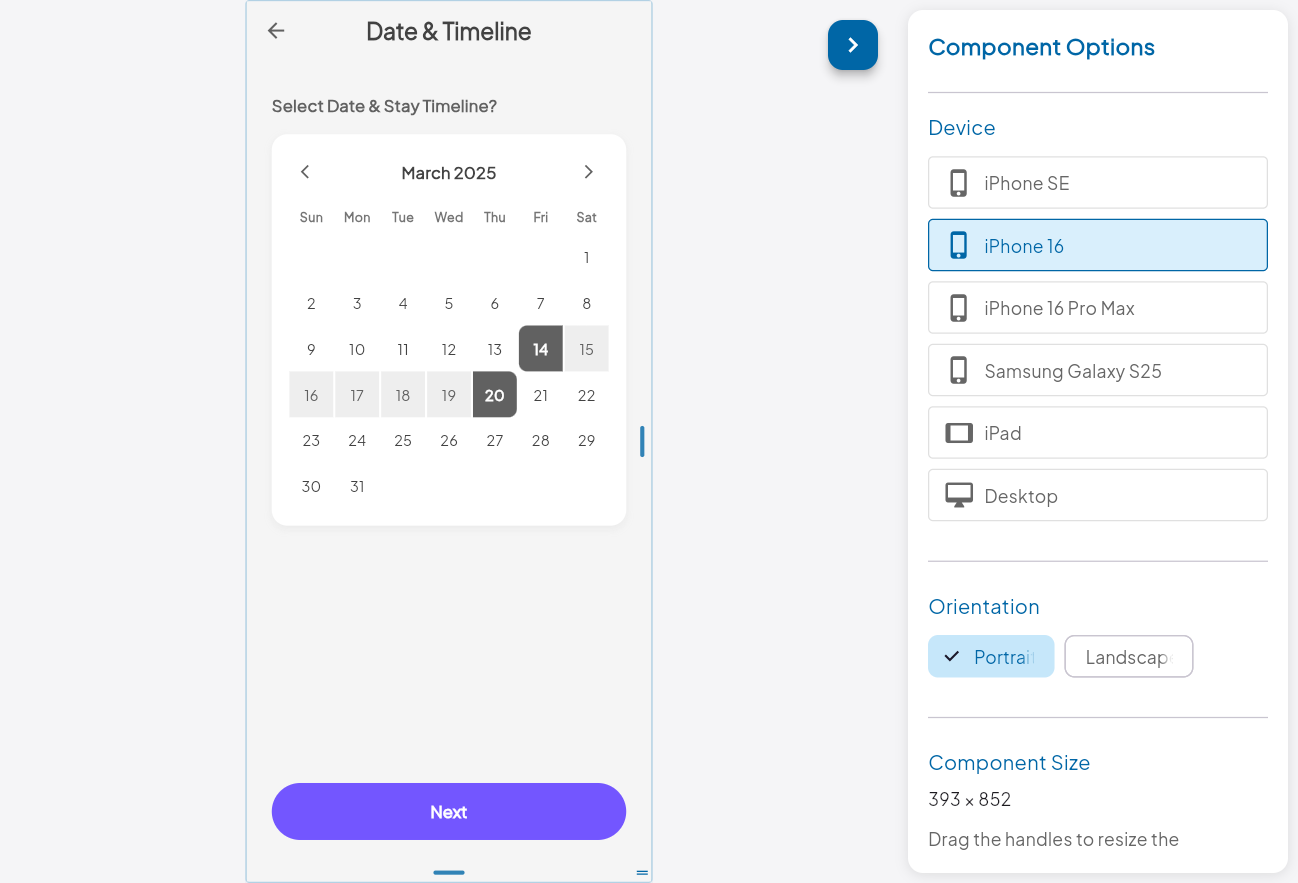 Date & Timeline
Select Date & Stay Timeline?
March 2025
Sun Mon Tue Wed Thu Fri Sat
1
2 3 4 5 6 7 8
9 10 11 12 13 14 15
16 17 18 19 20 21 22
23 24 25 26 27 28 29
30 31
Next
Component Options
Device
iPhone SE
iPhone 16
iPhone 16 Pro Max
Samsung Galaxy S25
iPad
Desktop
Orientation
Portrait Landscape
Component Size
393 × 852
Drag the handles to resize the